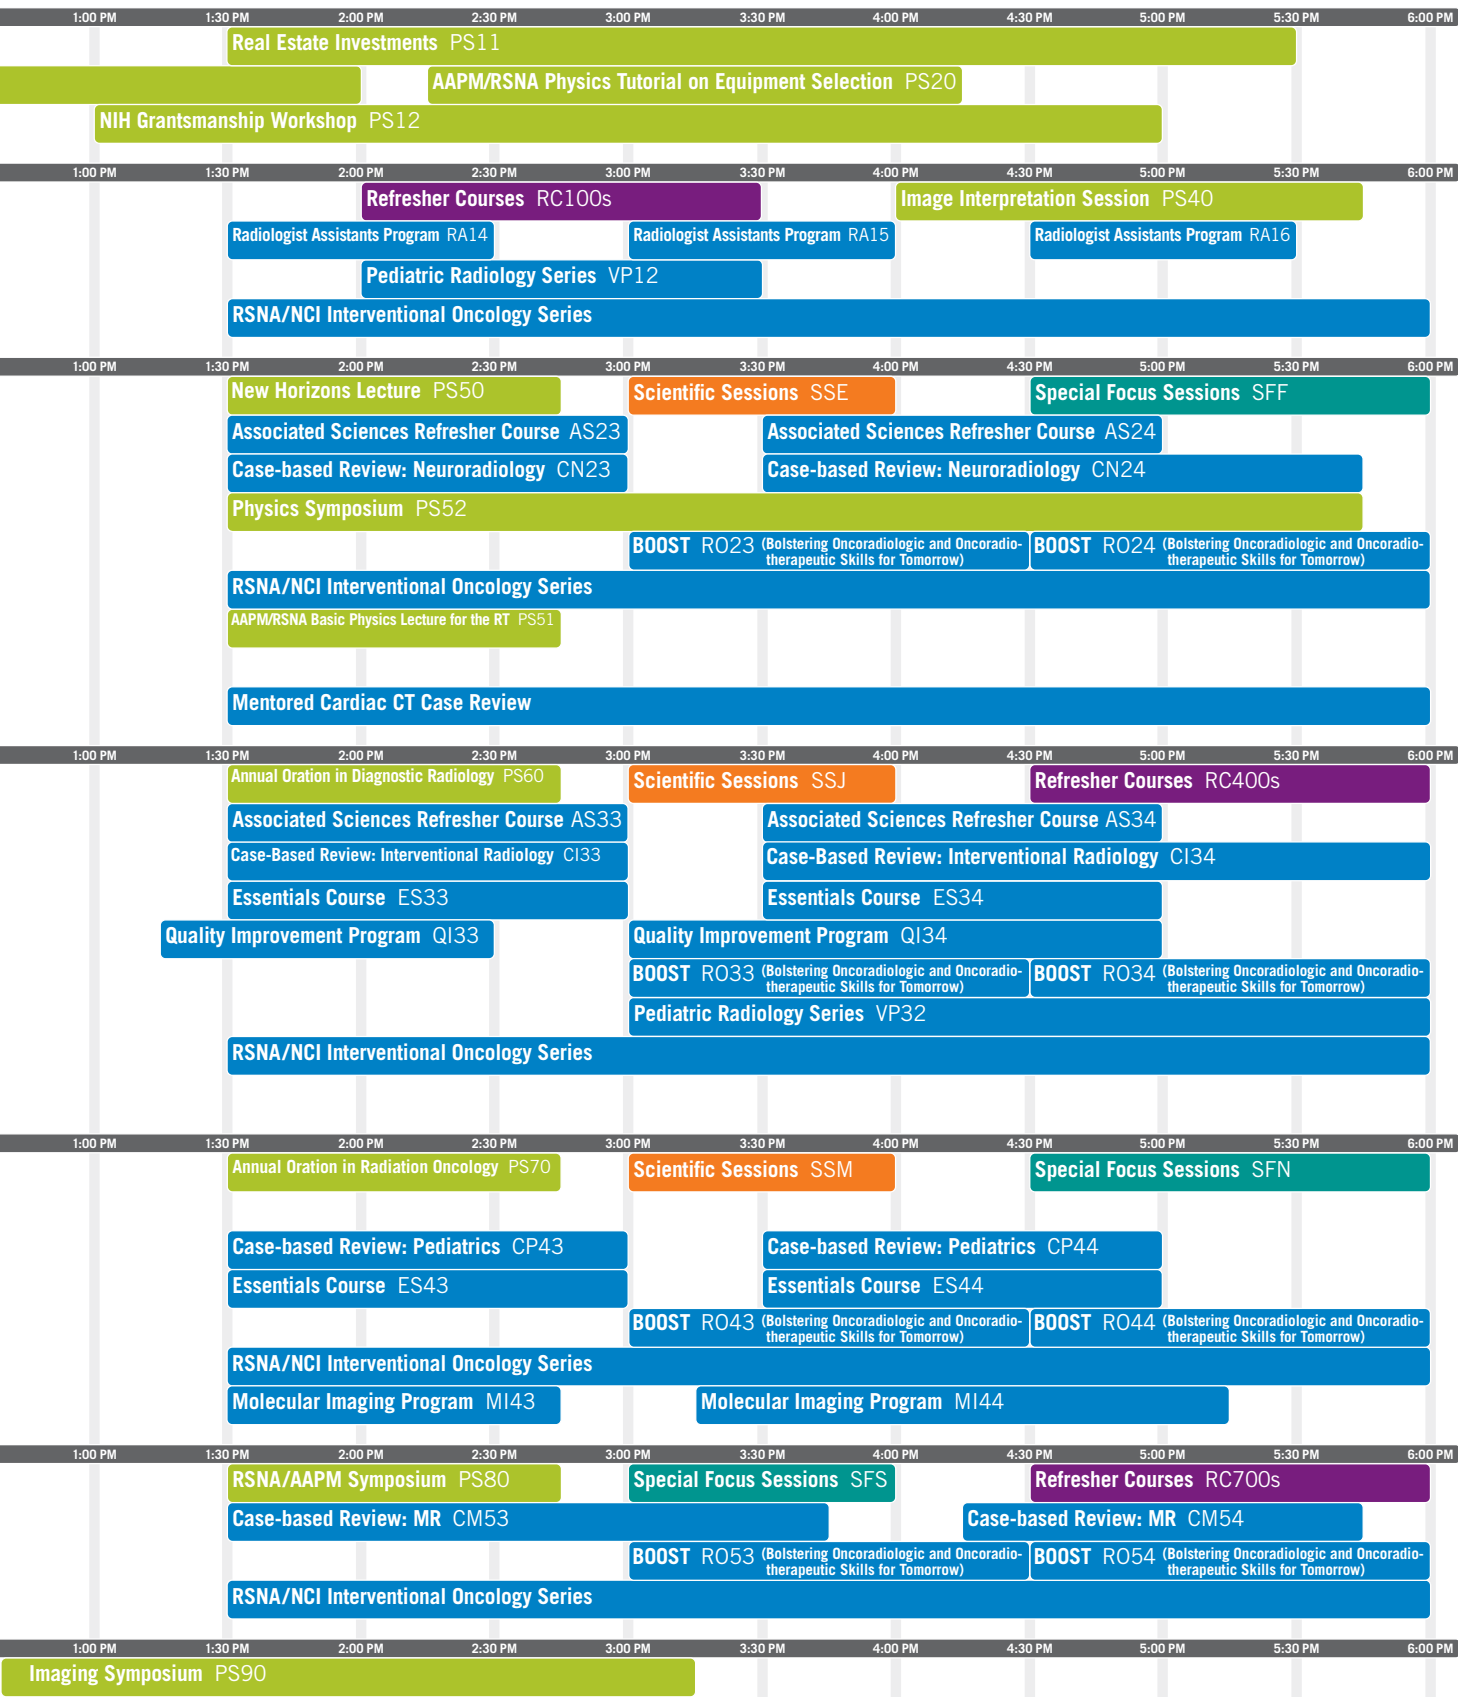 1:00 PM 1:30 PM 2:00 PM 2:30 PM 3:00 PM 3:30 PM 4:00 PM 4:30 PM 5:00 PM 5:30 PM 6:00 PM
Real Estate Investments PS11
AAPM/RSNA Physics Tutorial on Equipment Selection PS20
NIH Grantsmanship Workshop PS12
1:00 PM 1:30 PM 2:00 PM 2:30 PM 3:00 PM 3:30 PM 4:00 PM 4:30 PM 5:00 PM 5:30 PM 6:00 PM
Refresher Courses RC100s Image Interpretation Session PS40
Radiologist Assistants Program RA14 Radiologist Assistants Program RA15 Radiologist Assistants Program RA16
Pediatric Radiology Series VP12
RSNA/NCI Interventional Oncology Series
1:00 PM 1:30 PM 2:00 PM 2:30 PM 3:00 PM 3:30 PM 4:00 PM 4:30 PM 5:00 PM 5:30 PM 6:00 PM
New Horizons Lecture PS50 Scientific Sessions SSE Special Focus Sessions SFF
Associated Sciences Refresher Course AS23 Associated Sciences Refresher Course AS24
Case-based Review: Neuroradiology CN23 Case-based Review: Neuroradiology CN24
Physics Symposium PS52
BOOST RO23 (Bolstering Oncoradiologic and Oncoradio- BOOST RO24 (Bolstering Oncoradiologic and Oncoradio-
therapeutic Skills for Tomorrow) therapeutic Skills for Tomorrow)
RSNA/NCI Interventional Oncology Series
AAPM/RSNA Basic Physics Lecture for the RT PS51
Mentored Cardiac CT Case Review
1:00 PM 1:30 PM 2:00 PM 2:30 PM 3:00 PM 3:30 PM 4:00 PM 4:30 PM 5:00 PM 5:30 PM 6:00 PM
Annual Oration in Diagnostic Radiology PS60 Scientific Sessions SSJ Refresher Courses RC400s
Associated Sciences Refresher Course AS33 Associated Sciences Refresher Course AS34
Case-Based Review: Interventional Radiology CI33 Case-Based Review: Interventional Radiology CI34
Essentials Course ES33 Essentials Course ES34
Quality Improvement Program QI33 Quality Improvement Program QI34
BOOST RO33 (Bolstering Oncoradiologic and Oncoradio- BOOST RO34 (Bolstering Oncoradiologic and Oncoradio-
therapeutic Skills for Tomorrow) therapeutic Skills for Tomorrow)
Pediatric Radiology Series VP32
RSNA/NCI Interventional Oncology Series
1:00 PM 1:30 PM 2:00 PM 2:30 PM 3:00 PM 3:30 PM 4:00 PM 4:30 PM 5:00 PM 5:30 PM 6:00 PM
Annual Oration in Radiation Oncology PS70 Scientific Sessions SSM Special Focus Sessions SFN
Case-based Review: Pediatrics CP43 Case-based Review: Pediatrics CP44
Essentials Course ES43 Essentials Course ES44
BOOST RO43 (Bolstering Oncoradiologic and Oncoradio- BOOST RO44 (Bolstering Oncoradiologic and Oncoradio-
therapeutic Skills for Tomorrow) therapeutic Skills for Tomorrow)
RSNA/NCI Interventional Oncology Series
Molecular Imaging Program MI43 Molecular Imaging Program MI44
1:00 PM 1:30 PM 2:00 PM 2:30 PM 3:00 PM 3:30 PM 4:00 PM 4:30 PM 5:00 PM 5:30 PM 6:00 PM
RSNA/AAPM Symposium PS80 Special Focus Sessions SFS Refresher Courses RC700s
Case-based Review: MR CM53 Case-based Review: MR CM54
BOOST RO53 (Bolstering Oncoradiologic and Oncoradio- BOOST RO54 (Bolstering Oncoradiologic and Oncoradio-
therapeutic Skills for Tomorrow) therapeutic Skills for Tomorrow)
RSNA/NCI Interventional Oncology Series
1:00 PM 1:30 PM 2:00 PM 2:30 PM 3:00 PM 3:30 PM 4:00 PM 4:30 PM 5:00 PM 5:30 PM 6:00 PM
Imaging Symposium PS90